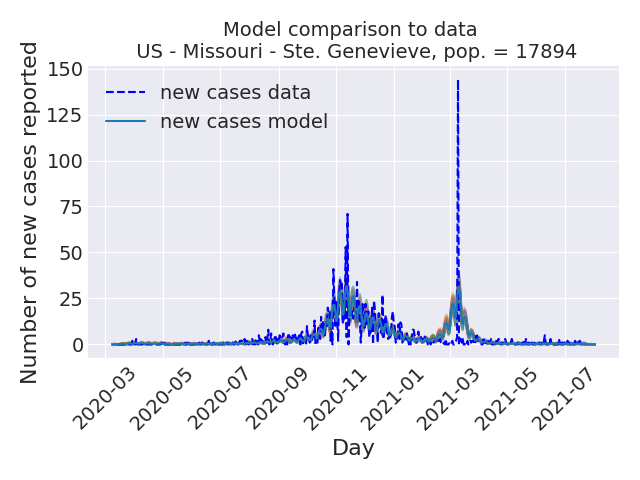 Model comparison to data
US - Missouri - Ste. Genevieve, pop. = 17894
Number of new cases reported
150
125
100
75
50
25
0
new cases data
new cases model
2020-03
2020-05
2020-07
2020-09
2020-11
2021-01
2021-03
2021-05
2021-07
Day